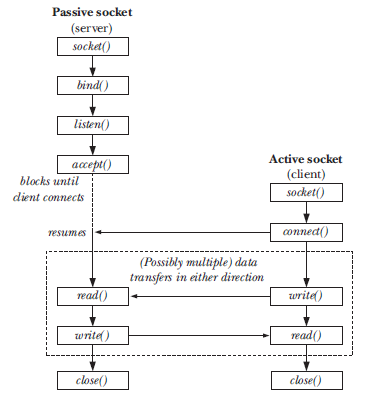 Passive socket
(server)
socket()
bind()
listen()
accept()
blocks until
client connects
resumes
Active socket
(client)
socket()
connect()
(Possibly multiple) data
transfers in either direction
read()
write()
write()
read()
close()
close()